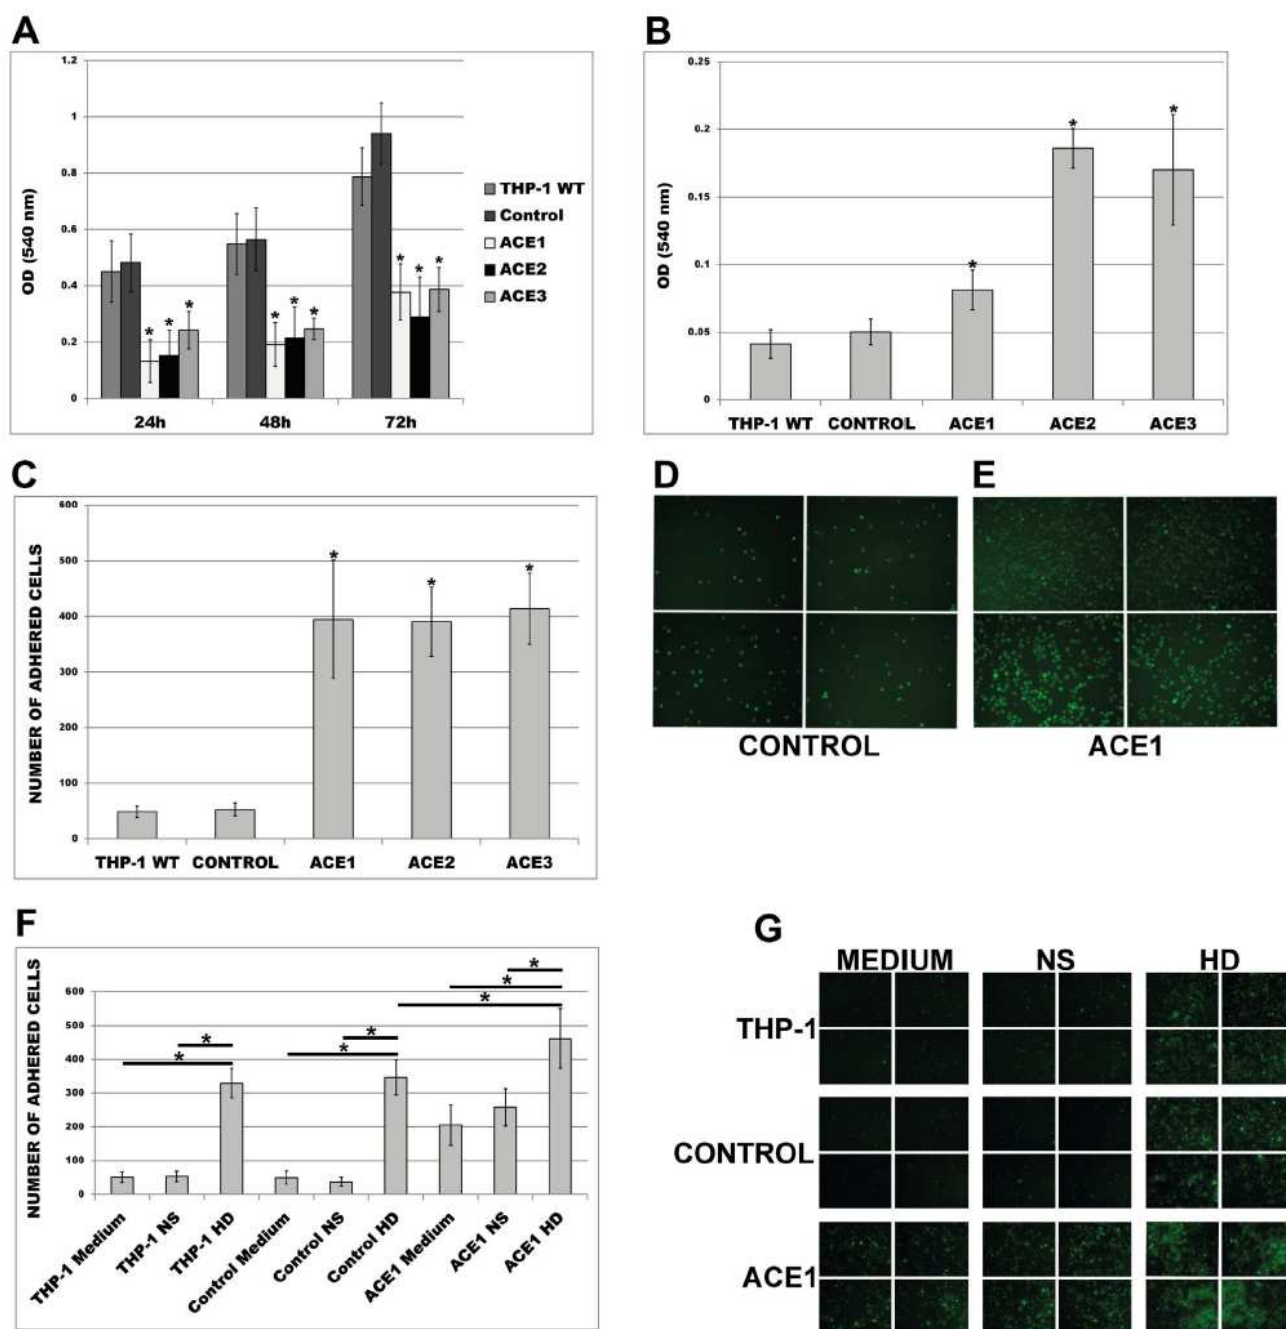 A
1.2
1
0.8
0.6
0.4
0.2
0
OD (540 nm)
* * *
* * *
* * *
24h 48h 72h
THP-1 WT
Control
ACE1
ACE2
ACE3
B
0.25
0.2
0.15
0.1
0.05
0
OD (540 nm)
* * *
THP-1 WT CONTROL ACE1 ACE2 ACE3
C
600
500
400
300
200
100
0
NUMBER OF ADHERED CELLS
* * *
THP-1 WT CONTROL ACE1 ACE2 ACE3
D E
CONTROL ACE1
F
600
500
400
300
200
100
0
NUMBER OF ADHERED CELLS
* * * * * * *
THP-1 Medium
THP-1 NS
THP-1 HD
Control Medium
Control NS
Control HD
ACE1 Medium
ACE1 NS
ACE1 HD
G
MEDIUM NS HD
THP-1
CONTROL
ACE1